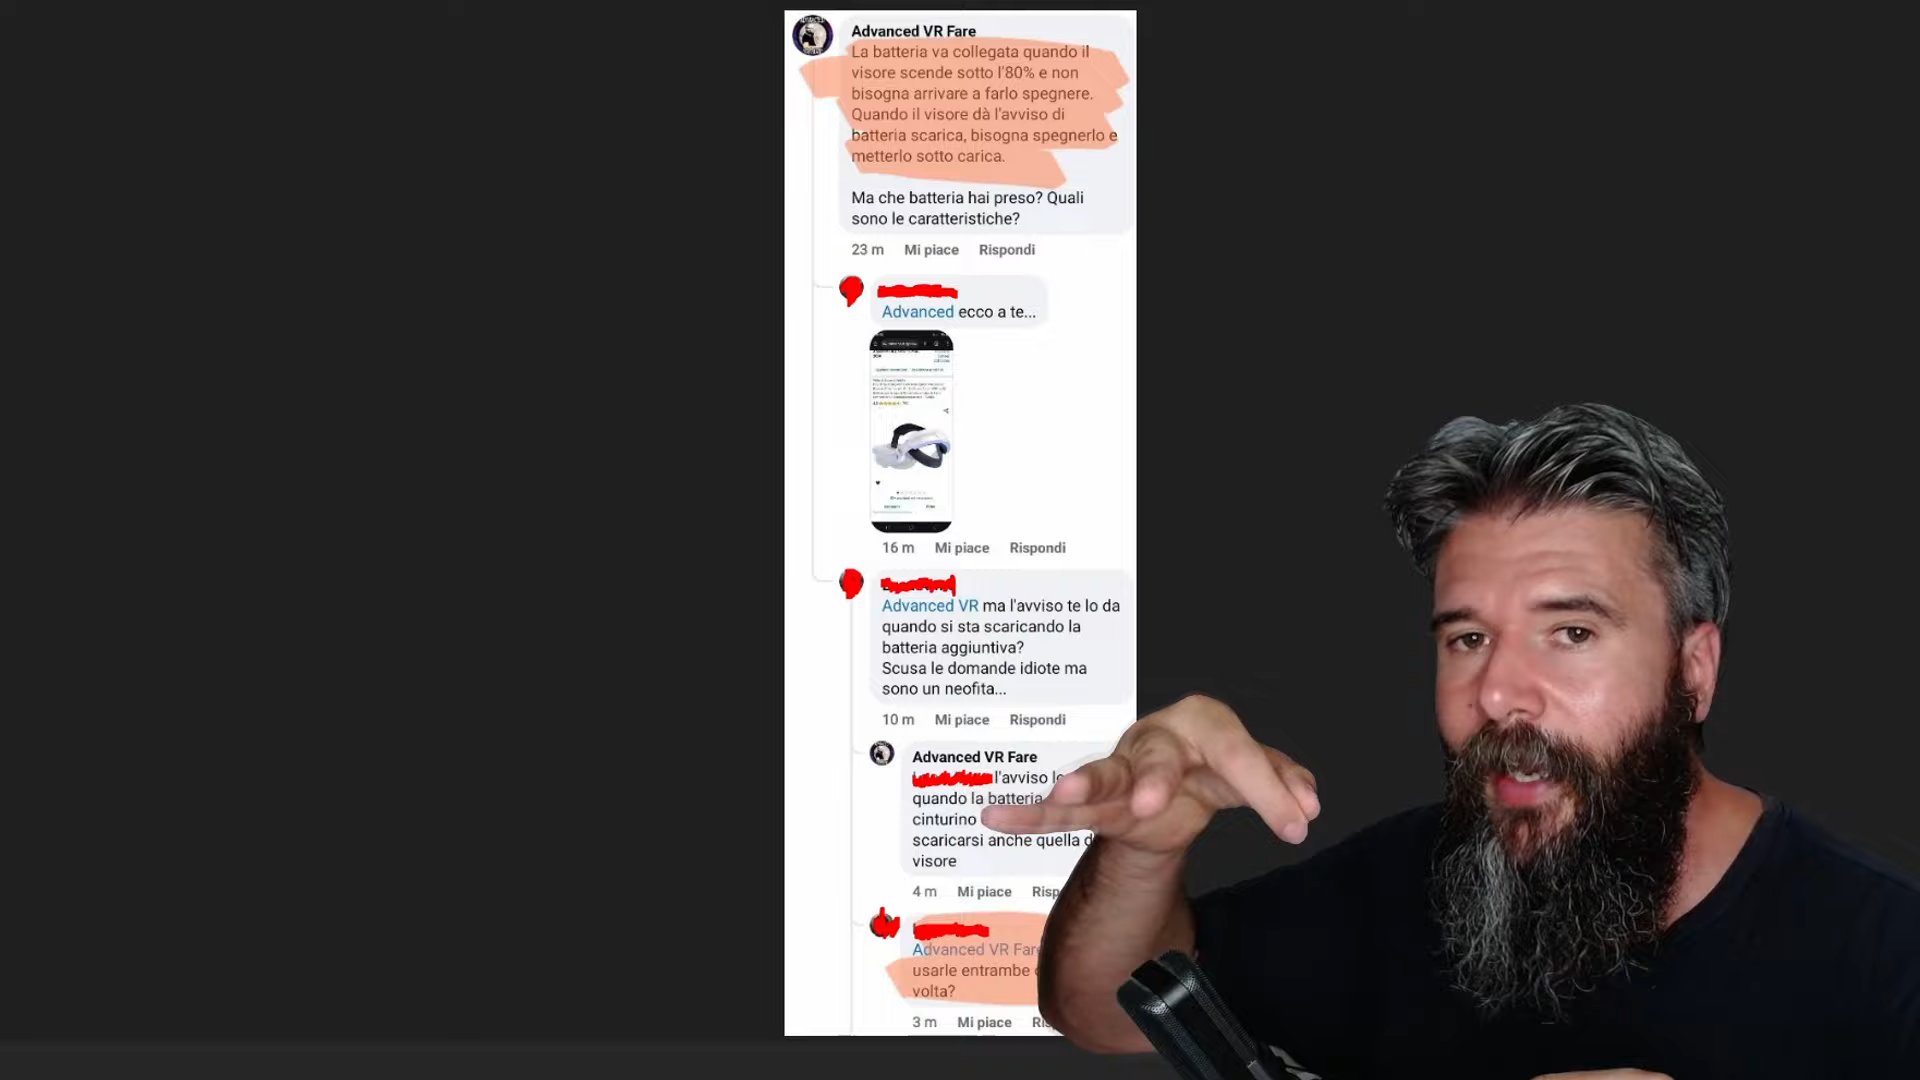 Advanced VR Fare
La batteria va collegata quando il
visore scende sotto l'80% e non
bisogna arrivare a farlo spegnere.
Quando il visore dà l'avviso di
batteria scarica, bisogna spegnerlo e
metterlo sotto carica.
Ma che batteria hai preso? Quali
sono le caratteristiche?
23 m Mi piace Rispondi
Advanced ecco a te...
16 m Mi piace Rispondi
Advanced VR ma l'avviso te lo da
quando si sta scaricando la
batteria aggiuntiva?
Scusa le domande idiote ma
sono un neofita...
10 m Mi piace Rispondi
Advanced VR Fare
l'avviso
quando la batteria
cinturino
scaricarsi anche quella
visore
4 m Mi piace
Advanced VR Fare
usarle entrambe
volta?
3 m Mi piace